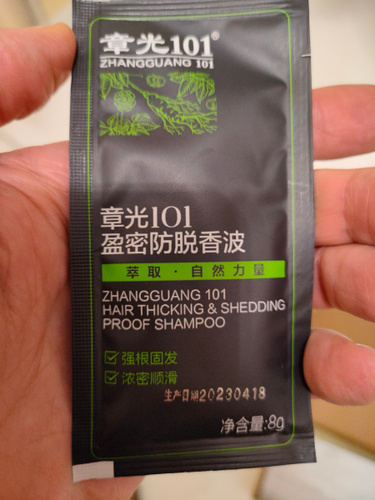 章光101®
ZHANGGUANG 101
章光101
盈密防脱香波
萃取·自然力量
ZHANGGUANG 101
HAIR THICKING & SHEDDING
PROOF SHAMPOO
强根固发
浓密顺滑
生产日期20230418
净含量:8g